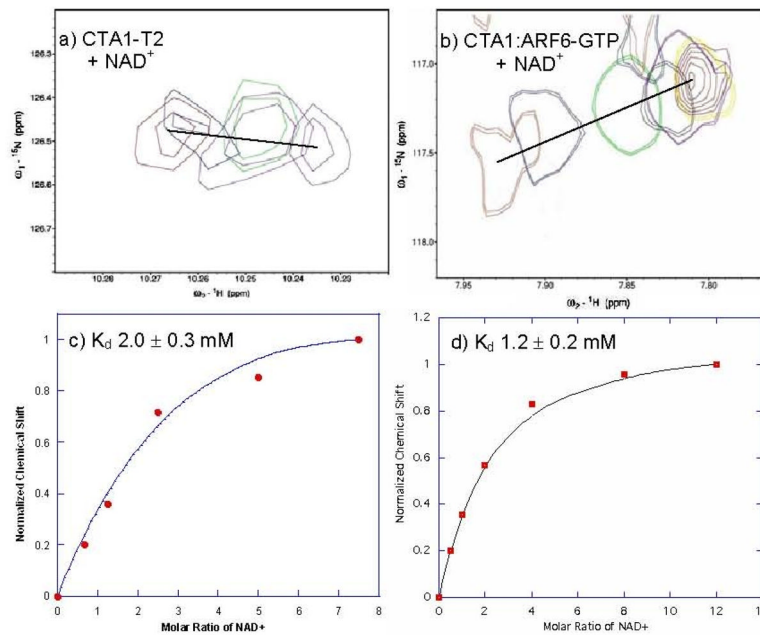 a) CTA1-T2
+ NAD+
126.3
126.4
126.5
126.6
126.7
ω1 - 15N (ppm)
10.28 10.27 10.26 10.25 10.24 10.23
ω2 - 1H (ppm)
b) CTA1:ARF6-GTP
+ NAD+
117.0
117.5
118.0
ω1 - 15N (ppm)
7.95 7.90 7.85 7.80
ω2 - 1H (ppm)
c) Kd 2.0 ± 0.3 mM
1
0.8
0.6
0.4
0.2
0
Normalized Chemical Shift
0 1 2 3 4 5 6 7 8
Molar Ratio of NAD+
d) Kd 1.2 ± 0.2 mM
1.2
1
0.8
0.6
0.4
0.2
0
Normalized Chemical Shift
0 2 4 6 8 10 12 14
Molar Ratio of NAD+